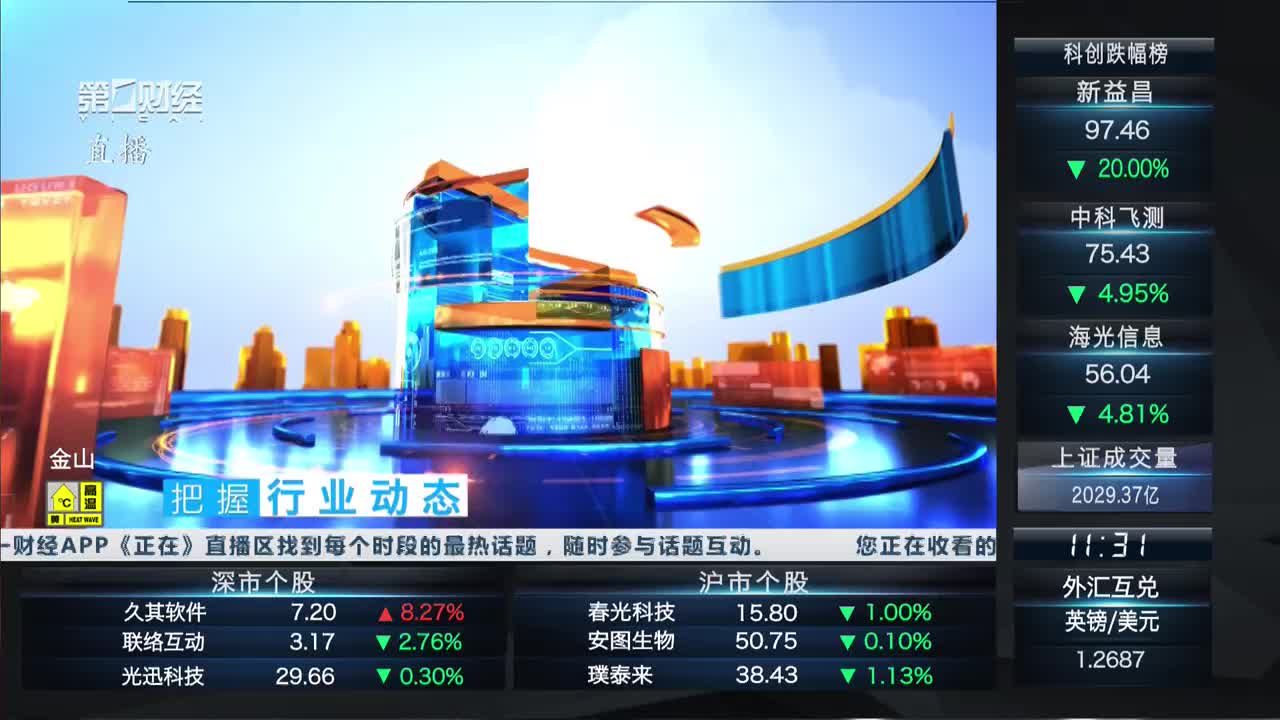 第一财经
YICAI
直播
金山
高温
℃
黄
HEAT WAVE
把握行业动态
一财经APP《正在》直播区找到每个时段的最热话题，随时参与话题互动。 您正在收看的
深市个股
久其软件 7.20 ▲ 8.27%
联络互动 3.17 ▼ 2.76%
光迅科技 29.66 ▼ 0.30%
沪市个股
春光科技 15.80 ▼ 1.00%
安图生物 50.75 ▼ 0.10%
璞泰来 38.43 ▼ 1.13%
科创跌幅榜
新益昌
97.46
▼ 20.00%
中科飞测
75.43
▼ 4.95%
海光信息
56.04
▼ 4.81%
上证成交量
2029.37亿
11:31
外汇互兑
英镑/美元
1.2687